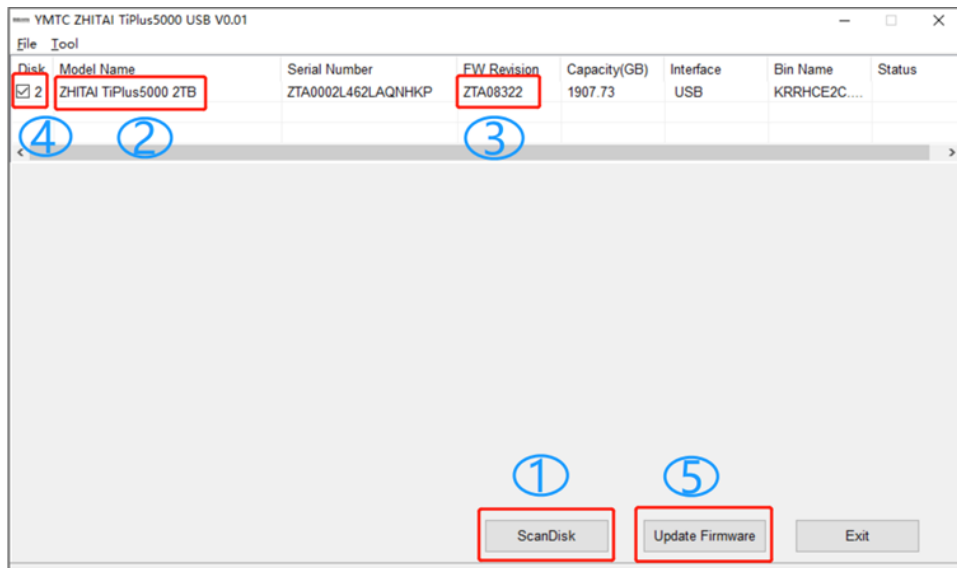 YMTC ZHITAI TiPlus5000 USB V0.01
File Tool
Disk Model Name Serial Number FW Revision Capacity(GB) Interface Bin Name Status
2 ZHITAI TiPlus5000 2TB ZTA0002L462LAQNHKP ZTA08322 1907.73 USB KRRHCE2C....
④ ② ③
① ⑤
ScanDisk Update Firmware Exit